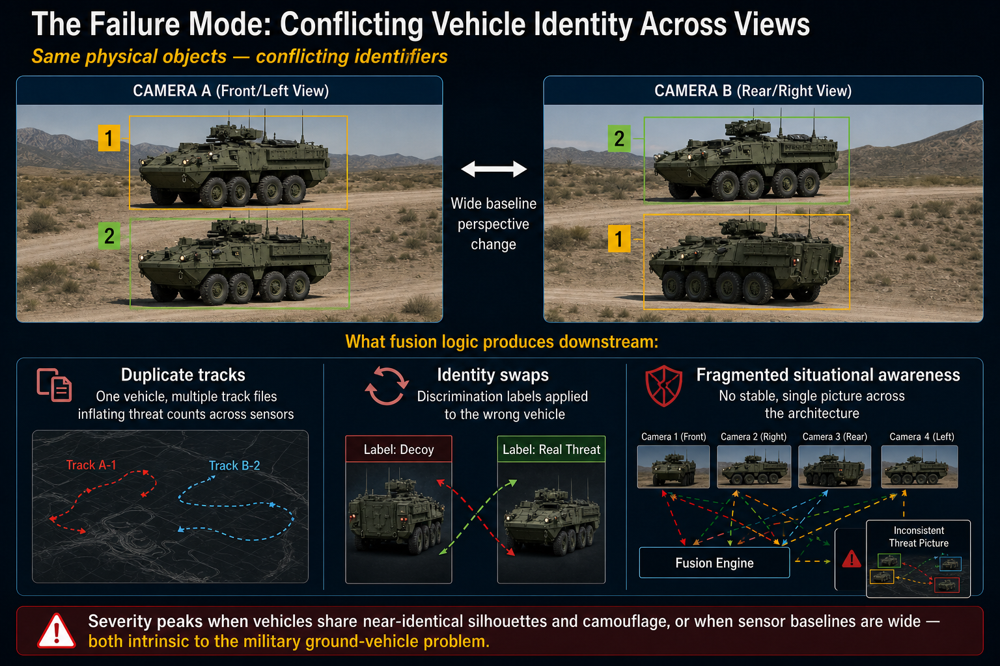 The Failure Mode: Conflicting Vehicle Identity Across Views
Same physical objects — conflicting identifiers
CAMERA A (Front/Left View)
1
2
Wide baseline
perspective
change
CAMERA B (Rear/Right View)
2
1
What fusion logic produces downstream:
Duplicate tracks
One vehicle, multiple track files
inflating threat counts across sensors
Track A-1
Track B-2
Identity swaps
Discrimination labels applied
to the wrong vehicle
Label: Decoy
Label: Real Threat
Fragmented situational awareness
No stable, single picture across
the architecture
Camera 1 (Front)
Camera 2 (Right)
Camera 3 (Rear)
Camera 4 (Left)
Fusion Engine
Inconsistent
Threat Picture
Severity peaks when vehicles share near-identical silhouettes and camouflage, or when sensor baselines are wide —
both intrinsic to the military ground-vehicle problem.